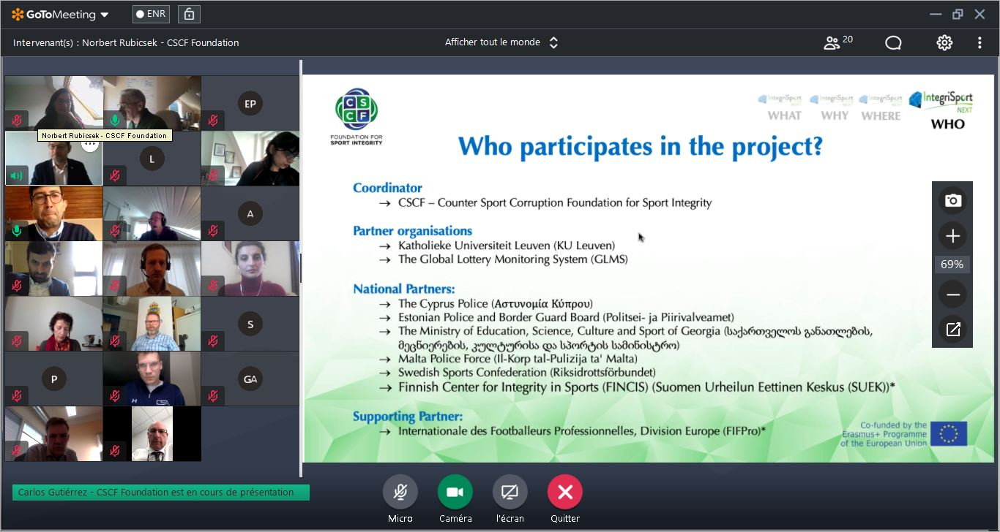 GoToMeeting
ENR
Intervenant(s) : Norbert Rubicsek - CSCF Foundation
Afficher tout le monde
20
EP
Norbert Rubicsek - CSCF Foundation
L
A
S
P
GA
CSCF
FOUNDATION FOR
SPORT INTEGRITY
IntegriSport
NEXT
WHAT
IntegriSport
NEXT
WHY
IntegriSport
NEXT
WHERE
IntegriSport
NEXT
WHO
Who participates in the project?
Coordinator
→ CSCF – Counter Sport Corruption Foundation for Sport Integrity
Partner organisations
→ Katholieke Universiteit Leuven (KU Leuven)
→ The Global Lottery Monitoring System (GLMS)
National Partners:
→ The Cyprus Police (Αστυνομία Κύπρου)
→ Estonian Police and Border Guard Board (Politsei- ja Piirivalveamet)
→ The Ministry of Education, Science, Culture and Sport of Georgia (საქართველოს განათლების,
მეცნიერების, კულტურისა და სპორტის სამინისტრო)
→ Malta Police Force (Il-Korp tal-Pulizija ta' Malta)
→ Swedish Sports Confederation (Riksidrottsförbundet)
→ Finnish Center for Integrity in Sports (FINCIS) (Suomen Urheilun Eettinen Keskus (SUEK))*
Supporting Partner:
→ Internationale des Footballeurs Professionnelles, Division Europe (FIFPro)*
Co-funded by the
Erasmus+ Programme
of the European Union
69%
Carlos Gutiérrez - CSCF Foundation est en cours de présentation
Micro
Caméra
l'écran
Quitter